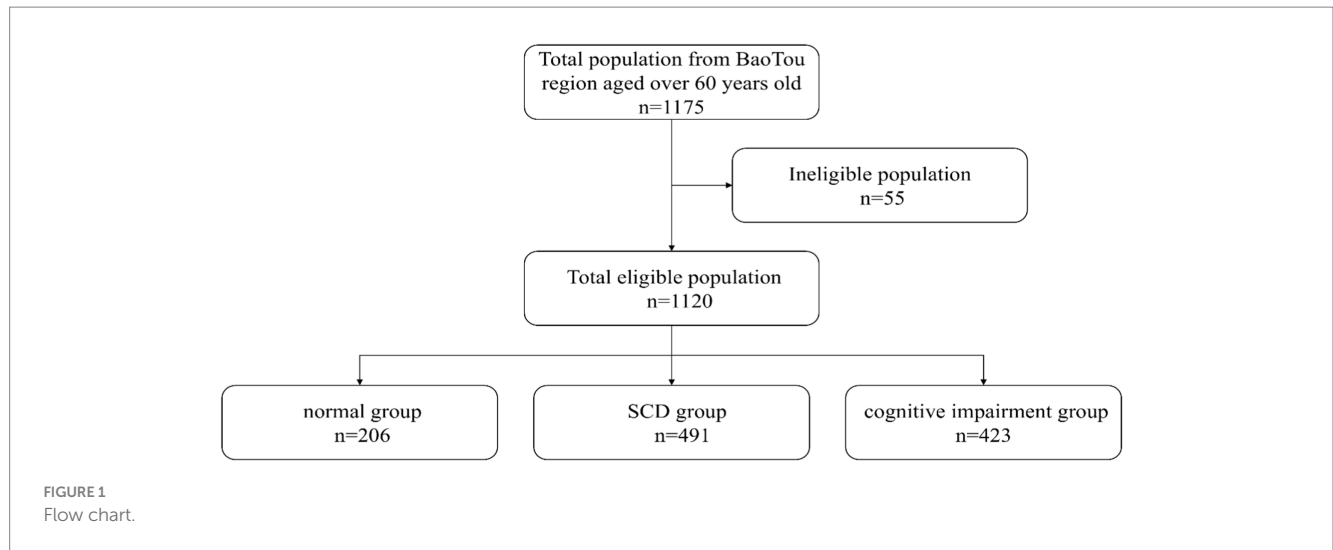 Total population from BaoTou
region aged over 60 years old
n=1175
Ineligible population
n=55
Total eligible population
n=1120
normal group
n=206
SCD group
n=491
cognitive impairment group
n=423
FIGURE 1
Flow chart.